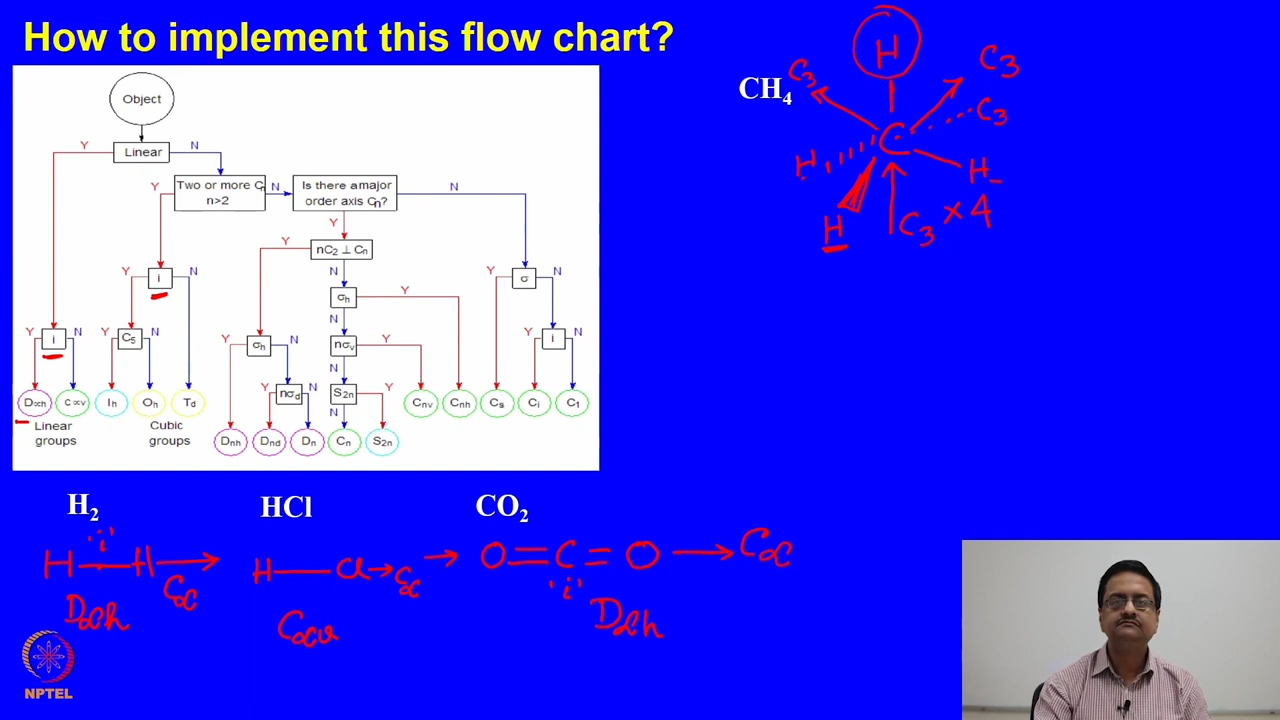 How to implement this flow chart?
Object
Y Linear N
Two or more Cn n>2
Y N
Is there a major order axis Cn?
N
Y
nC2 ⊥ Cn
Y N
i
Y N
σh
Y N
σ
Y N
i
Y N
C5
Y N
σh
Y N
nσv
Y N
i
Y N
nσd
Y N
S2n
Y N
D∝h C∝v Ih Oh Td
Cnv Cnh Cs Ci C1
Linear groups
Cubic groups
Dnh Dnd Dn Cn S2n
CH4
H
C3 C3
C3
C
H H
H
C3 × 4
H2
HCl
CO2
"i"
H—H→ C∝
D∝h
H—Cl→ C∝
C∝v
→ O=C=O → C∝
"i"
D∝h
NPTEL